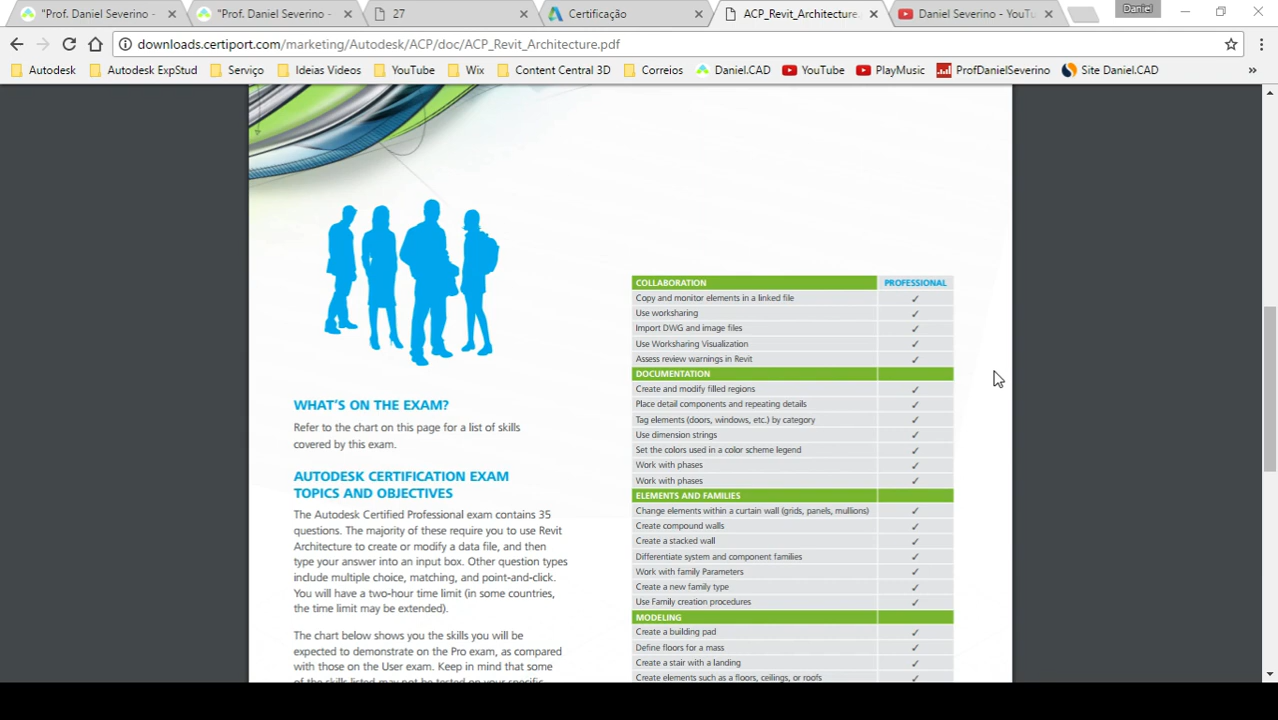 "Prof. Daniel Severino -
"Prof. Daniel Severino -
27
Certificação
ACP_Revit_Architecture.
Daniel Severino - YouTu
Daniel
downloads.certiport.com/marketing/Autodesk/ACP/doc/ACP_Revit_Architecture.pdf
Autodesk
Autodesk ExpStud
Serviço
Ideias Videos
YouTube
Wix
Content Central 3D
Correios
Daniel.CAD
YouTube
PlayMusic
ProfDanielSeverino
Site Daniel.CAD
WHAT'S ON THE EXAM?
Refer to the chart on this page for a list of skills
covered by this exam.
AUTODESK CERTIFICATION EXAM
TOPICS AND OBJECTIVES
The Autodesk Certified Professional exam contains 35
questions. The majority of these require you to use Revit
Architecture to create or modify a data file, and then
type your answer into an input box. Other question types
include multiple choice, matching, and point-and-click.
You will have a two-hour time limit (in some countries,
the time limit may be extended).
The chart below shows you the skills you will be
expected to demonstrate on the Pro exam, as compared
with those on the User exam. Keep in mind that some
of the skills listed may not be tested on your specific
COLLABORATION PROFESSIONAL
Copy and monitor elements in a linked file ✓
Use worksharing ✓
Import DWG and image files ✓
Use Worksharing Visualization ✓
Assess review warnings in Revit ✓
DOCUMENTATION
Create and modify filled regions ✓
Place detail components and repeating details ✓
Tag elements (doors, windows, etc.) by category ✓
Use dimension strings ✓
Set the colors used in a color scheme legend ✓
Work with phases ✓
Work with phases ✓
ELEMENTS AND FAMILIES
Change elements within a curtain wall (grids, panels, mullions) ✓
Create compound walls ✓
Create a stacked wall ✓
Differentiate system and component families ✓
Work with family Parameters ✓
Create a new family type ✓
Use Family creation procedures ✓
MODELING
Create a building pad ✓
Define floors for a mass ✓
Create a stair with a landing ✓
Create elements such as a floors, ceilings, or roofs ✓